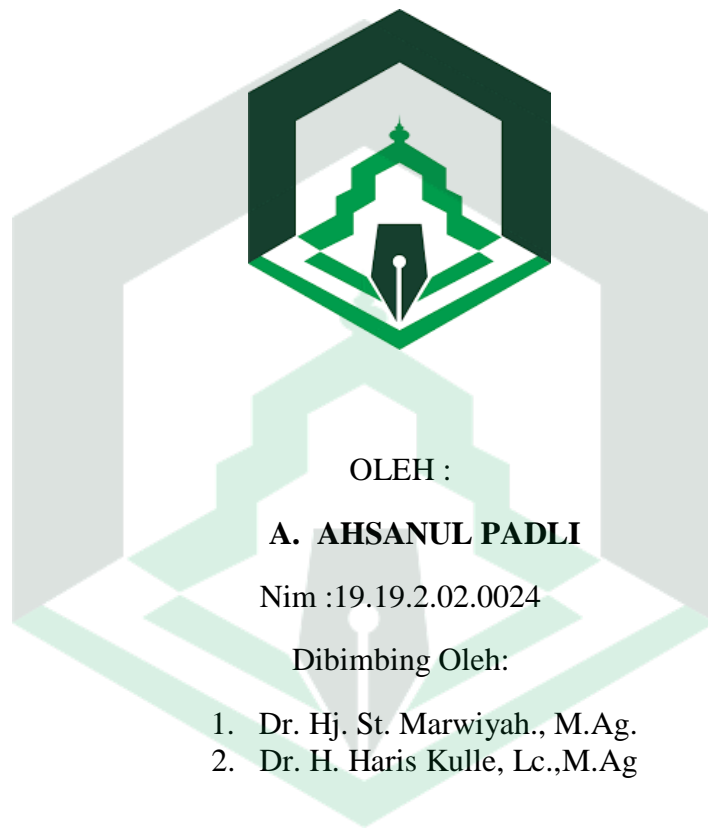 OLEH :
A. AHSANUL PADLI
Nim :19.19.2.02.0024
Dibimbing Oleh:
1. Dr. Hj. St. Marwiyah., M.Ag.
2. Dr. H. Haris Kulle, Lc.,M.Ag